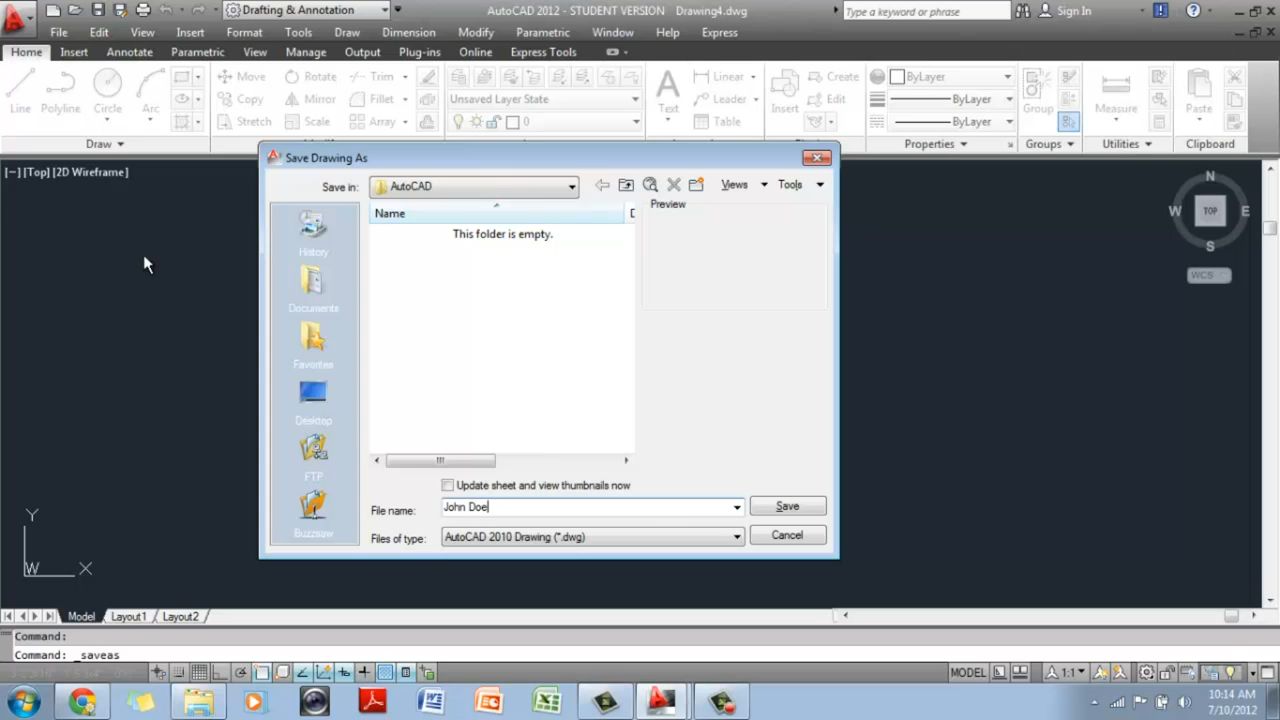 Drafting & Annotation
AutoCAD 2012 - STUDENT VERSION Drawing4.dwg
Type a keyword or phrase
Sign In
File Edit View Insert Format Tools Draw Dimension Modify Parametric Window Help Express
Home Insert Annotate Parametric View Manage Output Plug-ins Online Express Tools
Line Polyline Circle Arc
Move Rotate Trim
Copy Mirror Fillet
Stretch Scale Array
Unsaved Layer State
0
Text
Linear
Leader
Table
Insert
Create
Edit
ByLayer
ByLayer
ByLayer
Group
Measure
Paste
Draw
Properties
Groups
Utilities
Clipboard
[−][Top][2D Wireframe]
Save Drawing As
Save in: AutoCAD
Views Tools
Name
Preview
This folder is empty.
History
Documents
Favorites
Desktop
FTP
Buzzsaw
Update sheet and view thumbnails now
File name: John Doe
Save
Files of type: AutoCAD 2010 Drawing (*.dwg)
Cancel
N
W TOP E
S
WCS
Y
W X
Model Layout1 Layout2
Command:
Command: _saveas
MODEL
1:1
10:14 AM
7/10/2012